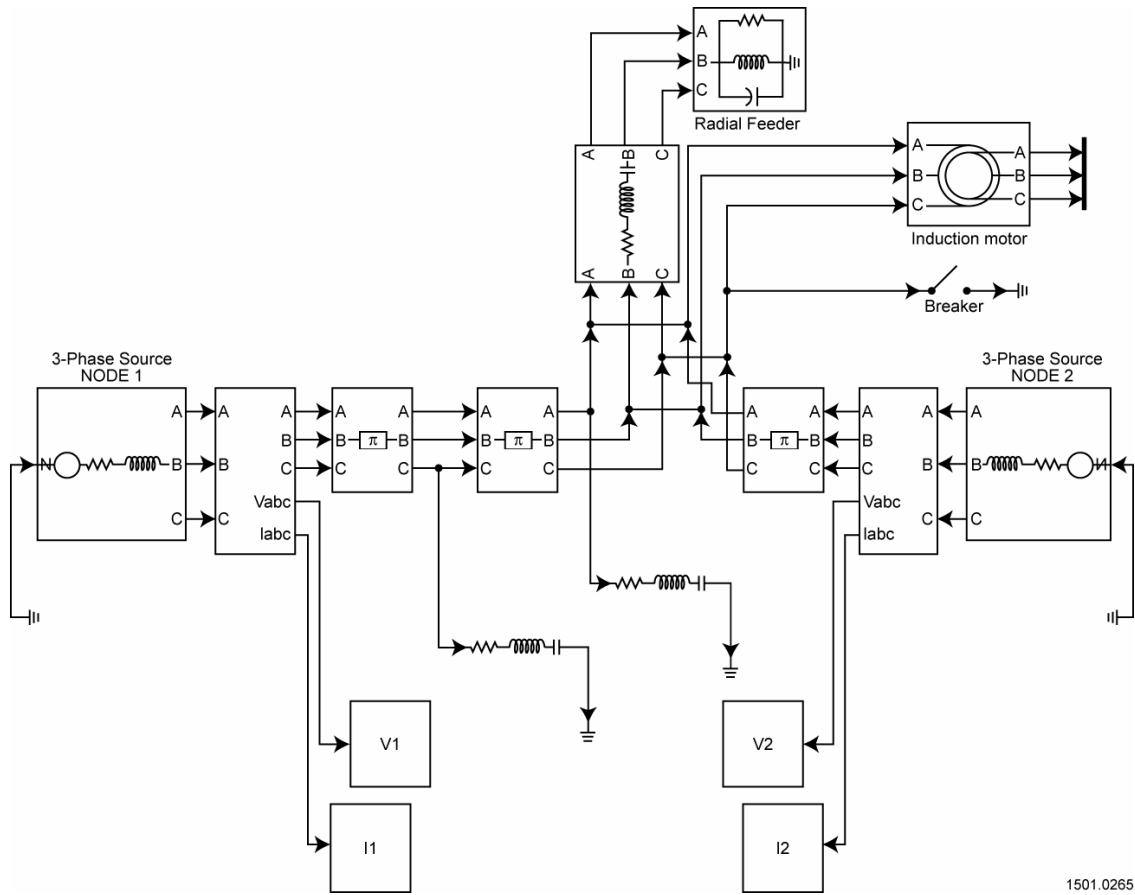 A
B
C
Radial Feeder
A B C
A B C
A
B
C
A
B
C
Induction motor
Breaker
3-Phase Source
NODE 1
N
A
B
C
A
B
C
A
B
C
Vabc
Iabc
A
B
C
π
A
B
C
A
B
C
π
A
B
C
A
B
C
π
A
B
C
A
B
C
Vabc
Iabc
A
B
C
3-Phase Source
NODE 2
A
B
C
N
V1
I1
V2
I2
1501.0265